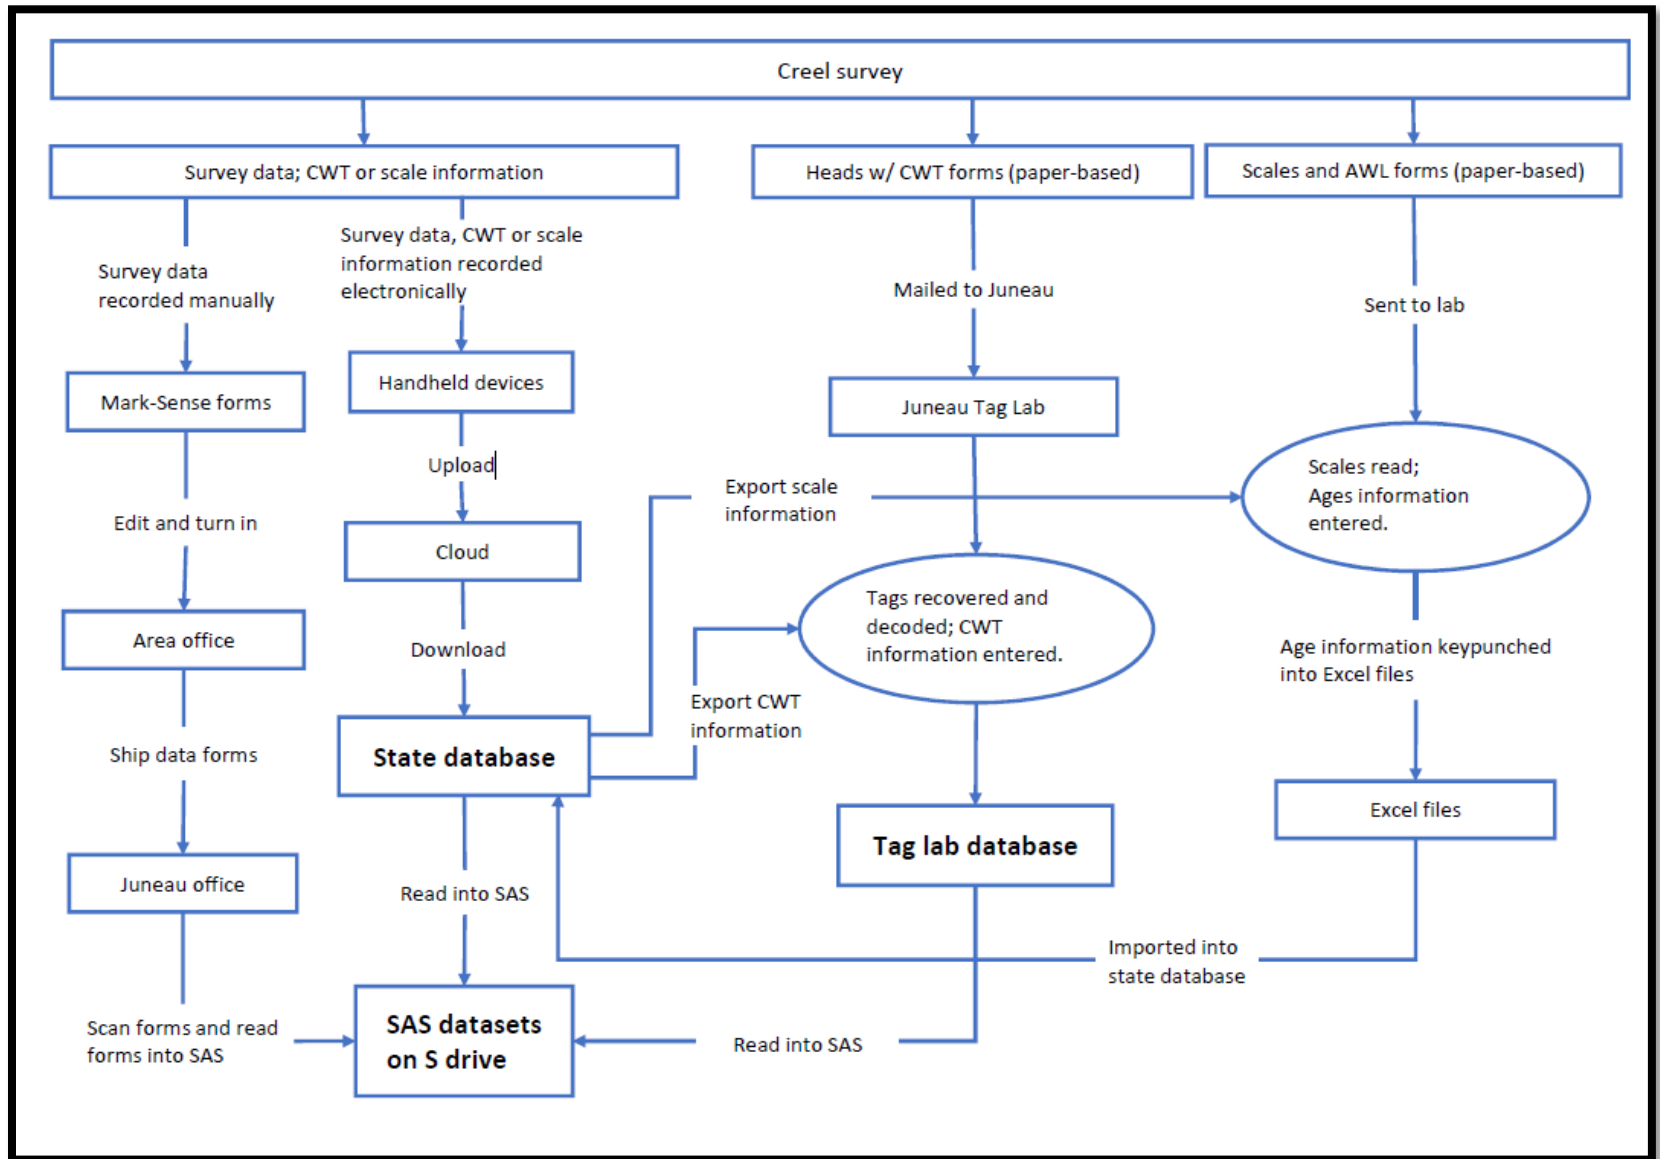 Creel survey
Survey data; CWT or scale information
Heads w/ CWT forms (paper-based)
Scales and AWL forms (paper-based)
Survey data
recorded manually
Survey data, CWT or scale
information recorded
electronically
Mailed to Juneau
Sent to lab
Mark-Sense forms
Handheld devices
Juneau Tag Lab
Upload
Export scale
information
Scales read;
Ages information
entered.
Edit and turn in
Cloud
Tags recovered and
decoded; CWT
information entered.
Area office
Download
Age information keypunched
into Excel files
Export CWT
information
Ship data forms
State database
Excel files
Tag lab database
Juneau office
Read into SAS
Imported into
state database
Scan forms and read
forms into SAS
SAS datasets
on S drive
Read into SAS